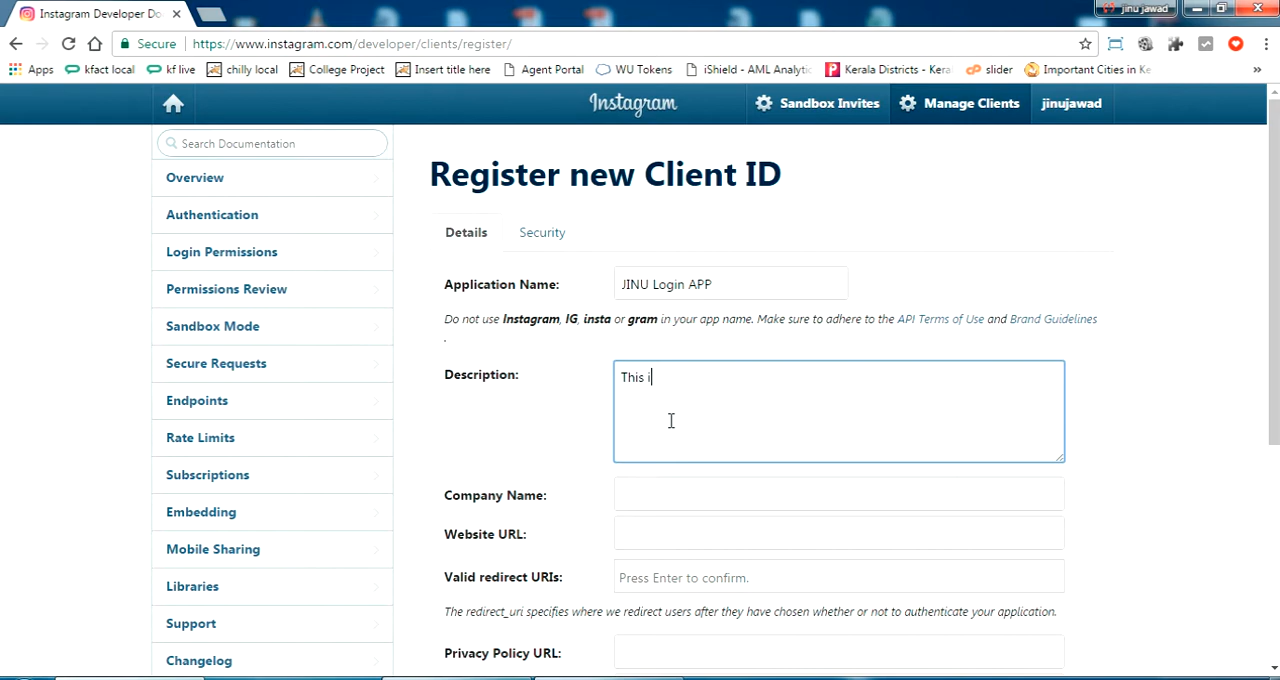 Instagram Developer Do
jinu jawad
Secure
https://www.instagram.com/developer/clients/register/
Apps
kfact local
kf live
chilly local
College Project
Insert title here
Agent Portal
WU Tokens
iShield - AML Analytic
Kerala Districts - Kera
slider
Important Cities in Ke
»
Instagram
Sandbox Invites
Manage Clients
jinujawad
Search Documentation
Overview
Authentication
Login Permissions
Permissions Review
Sandbox Mode
Secure Requests
Endpoints
Rate Limits
Subscriptions
Embedding
Mobile Sharing
Libraries
Support
Changelog
Register new Client ID
Details
Security
Application Name:
JINU Login APP
Do not use Instagram, IG, insta or gram in your app name. Make sure to adhere to the API Terms of Use and Brand Guidelines
.
Description:
This i
Company Name:
Website URL:
Valid redirect URIs:
Press Enter to confirm.
The redirect_uri specifies where we redirect users after they have chosen whether or not to authenticate your application.
Privacy Policy URL: